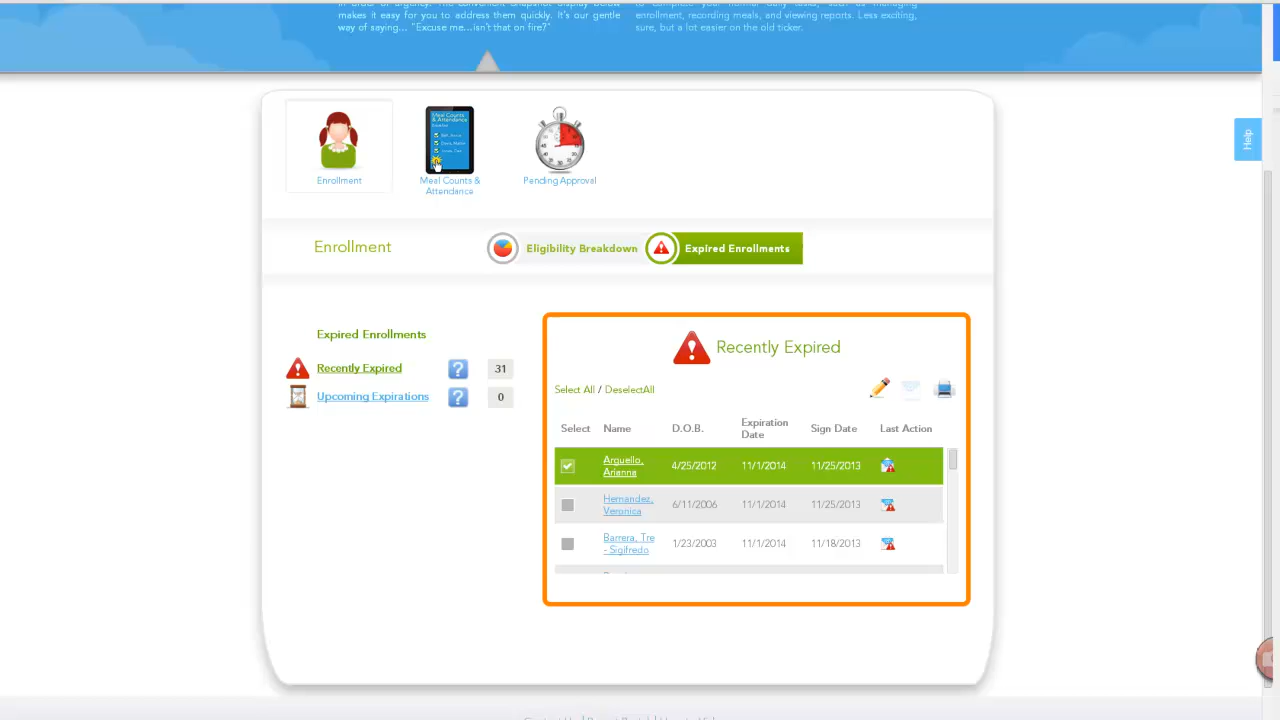 makes it easy for you to address them quickly. It's our gentle
way of saying... "Excuse me...isn't that on fire?"
enrollment, recording meals, and viewing reports. Less exciting,
sure, but a lot easier on the old ticker.
Help
Meal Counts
& Attendance
Enrollment
Meal Counts &
Attendance
Pending Approval
Enrollment
Eligibility Breakdown
Expired Enrollments
Expired Enrollments
Recently Expired
? 31
Upcoming Expirations
? 0
Recently Expired
Select All / DeselectAll
Select Name D.O.B. Expiration Date Sign Date Last Action
Arguello, Arianna 4/25/2012 11/1/2014 11/25/2013
Hernandez, Veronica 6/11/2006 11/1/2014 11/25/2013
Barrera, Tre - Sigifredo 1/23/2003 11/1/2014 11/18/2013